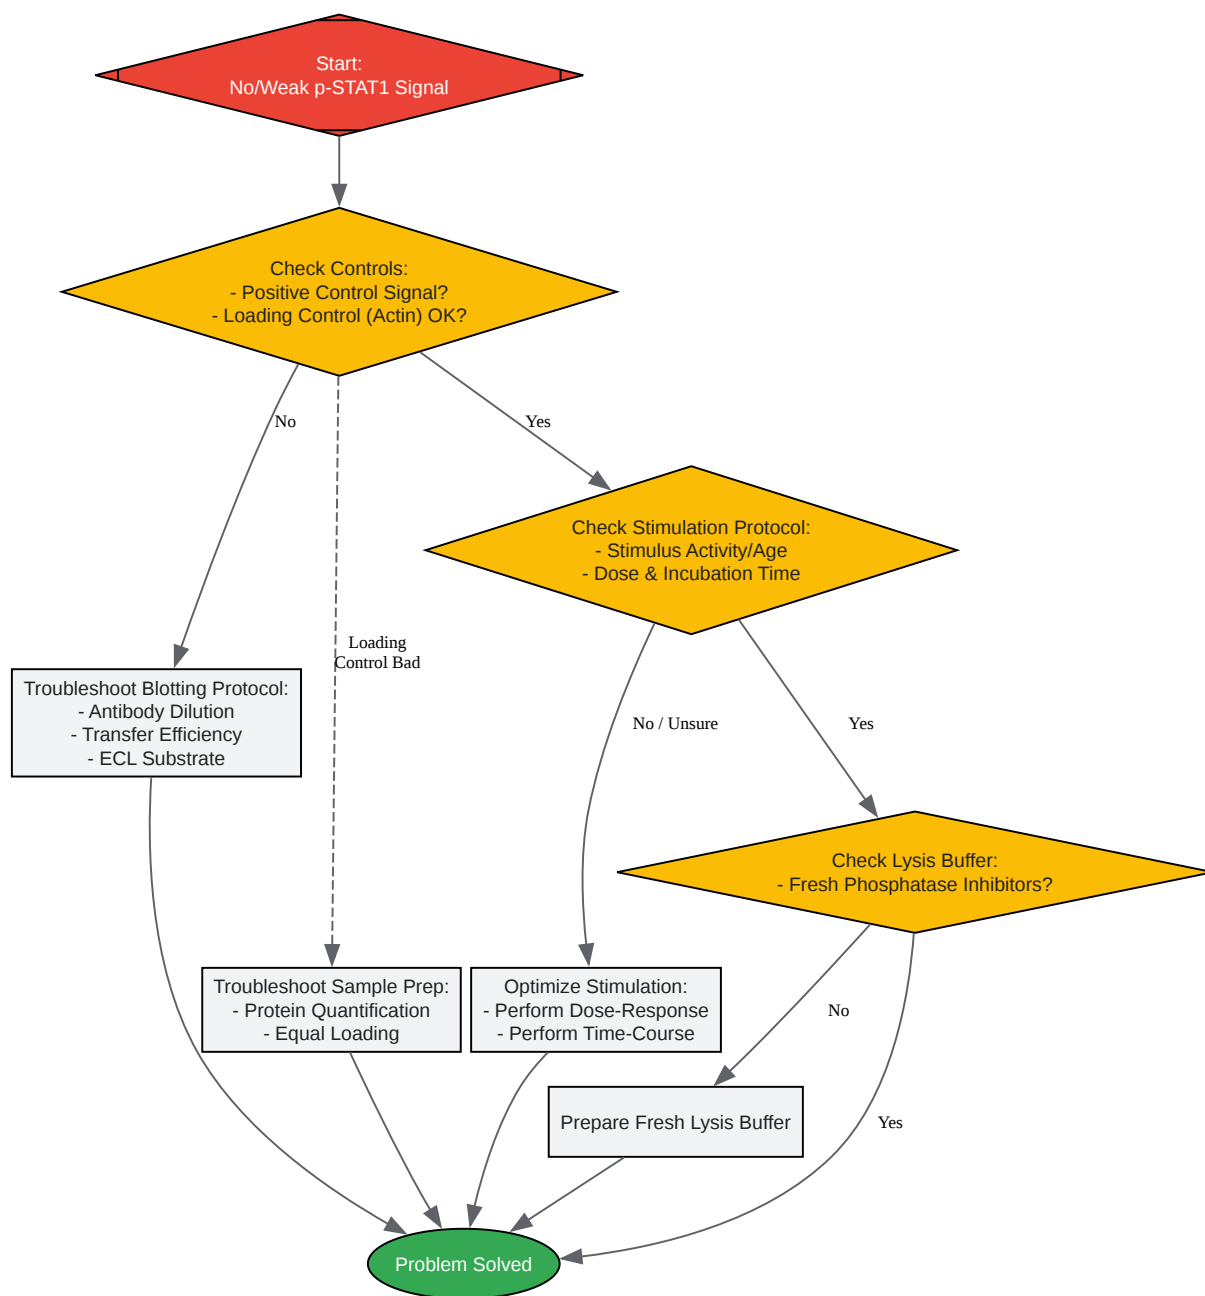 Start:
No/Weak p-STAT1 Signal
Check Controls:
- Positive Control Signal?
- Loading Control (Actin) OK?
No
Yes
Check Stimulation Protocol:
- Stimulus Activity/Age
- Dose & Incubation Time
Loading
Control Bad
Troubleshoot Blotting Protocol:
- Antibody Dilution
- Transfer Efficiency
- ECL Substrate
No / Unsure
Yes
Check Lysis Buffer:
- Fresh Phosphatase Inhibitors?
Troubleshoot Sample Prep:
- Protein Quantification
- Equal Loading
Optimize Stimulation:
- Perform Dose-Response
- Perform Time-Course
No
Yes
Prepare Fresh Lysis Buffer
Problem Solved